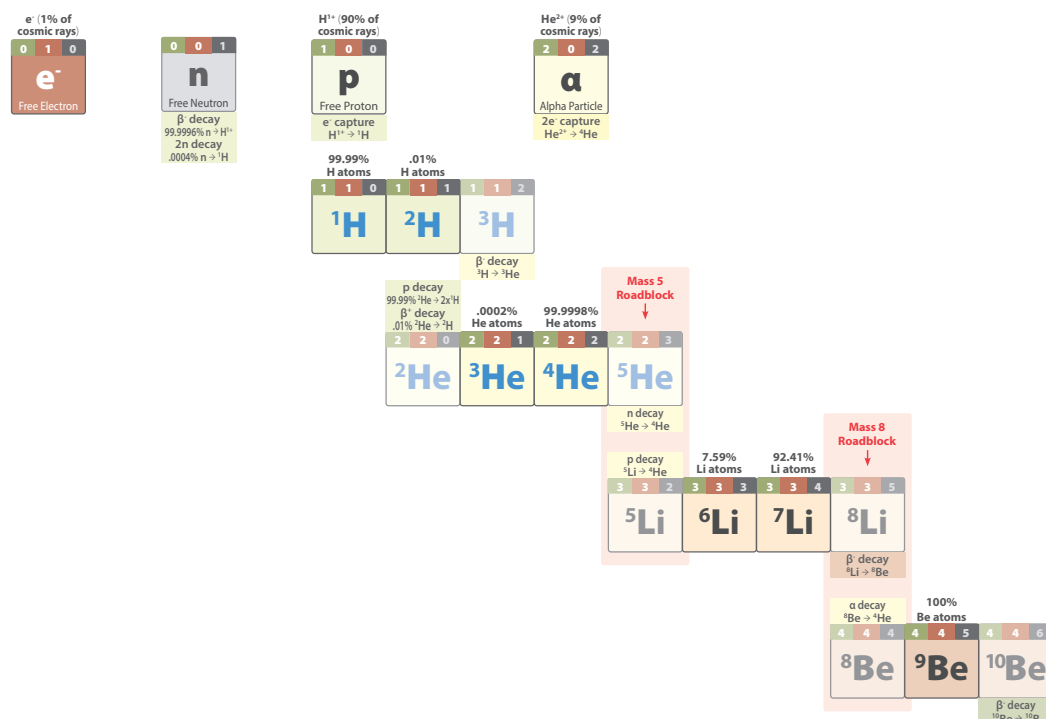 e⁻ (1% of
cosmic rays)
0 1 0
e⁻
Free Electron
0 0 1
n
Free Neutron
β⁻ decay
99.9996% n → H¹⁺
2n decay
.0004% n → ¹H
H¹⁺ (90% of
cosmic rays)
1 0 0
p
Free Proton
e⁻ capture
H¹⁺ → ¹H
He²⁺ (9% of
cosmic rays)
2 0 2
α
Alpha Particle
2e⁻ capture
He²⁺ → ⁴He
99.99%
H atoms
1 1 0
¹H
.01%
H atoms
1 1 1
²H
1 1 2
³H
β⁻ decay
³H → ³He
p decay
99.99% ²He → 2x¹H
β⁺ decay
.01% ²He → ²H
2 2 0
²He
.0002%
He atoms
2 2 1
³He
99.9998%
He atoms
2 2 2
⁴He
Mass 5
Roadblock
2 2 3
⁵He
n decay
⁵He → ⁴He
p decay
⁵Li → ⁴He
3 3 2
⁵Li
7.59%
Li atoms
3 3 3
⁶Li
92.41%
Li atoms
3 3 4
⁷Li
Mass 8
Roadblock
3 3 5
⁸Li
β⁻ decay
⁸Li → ⁸Be
α decay
⁸Be → ⁴He
4 4 4
⁸Be
100%
Be atoms
4 4 5
⁹Be
4 4 6
¹⁰Be
β⁻ decay
¹⁰Be → ¹⁰B